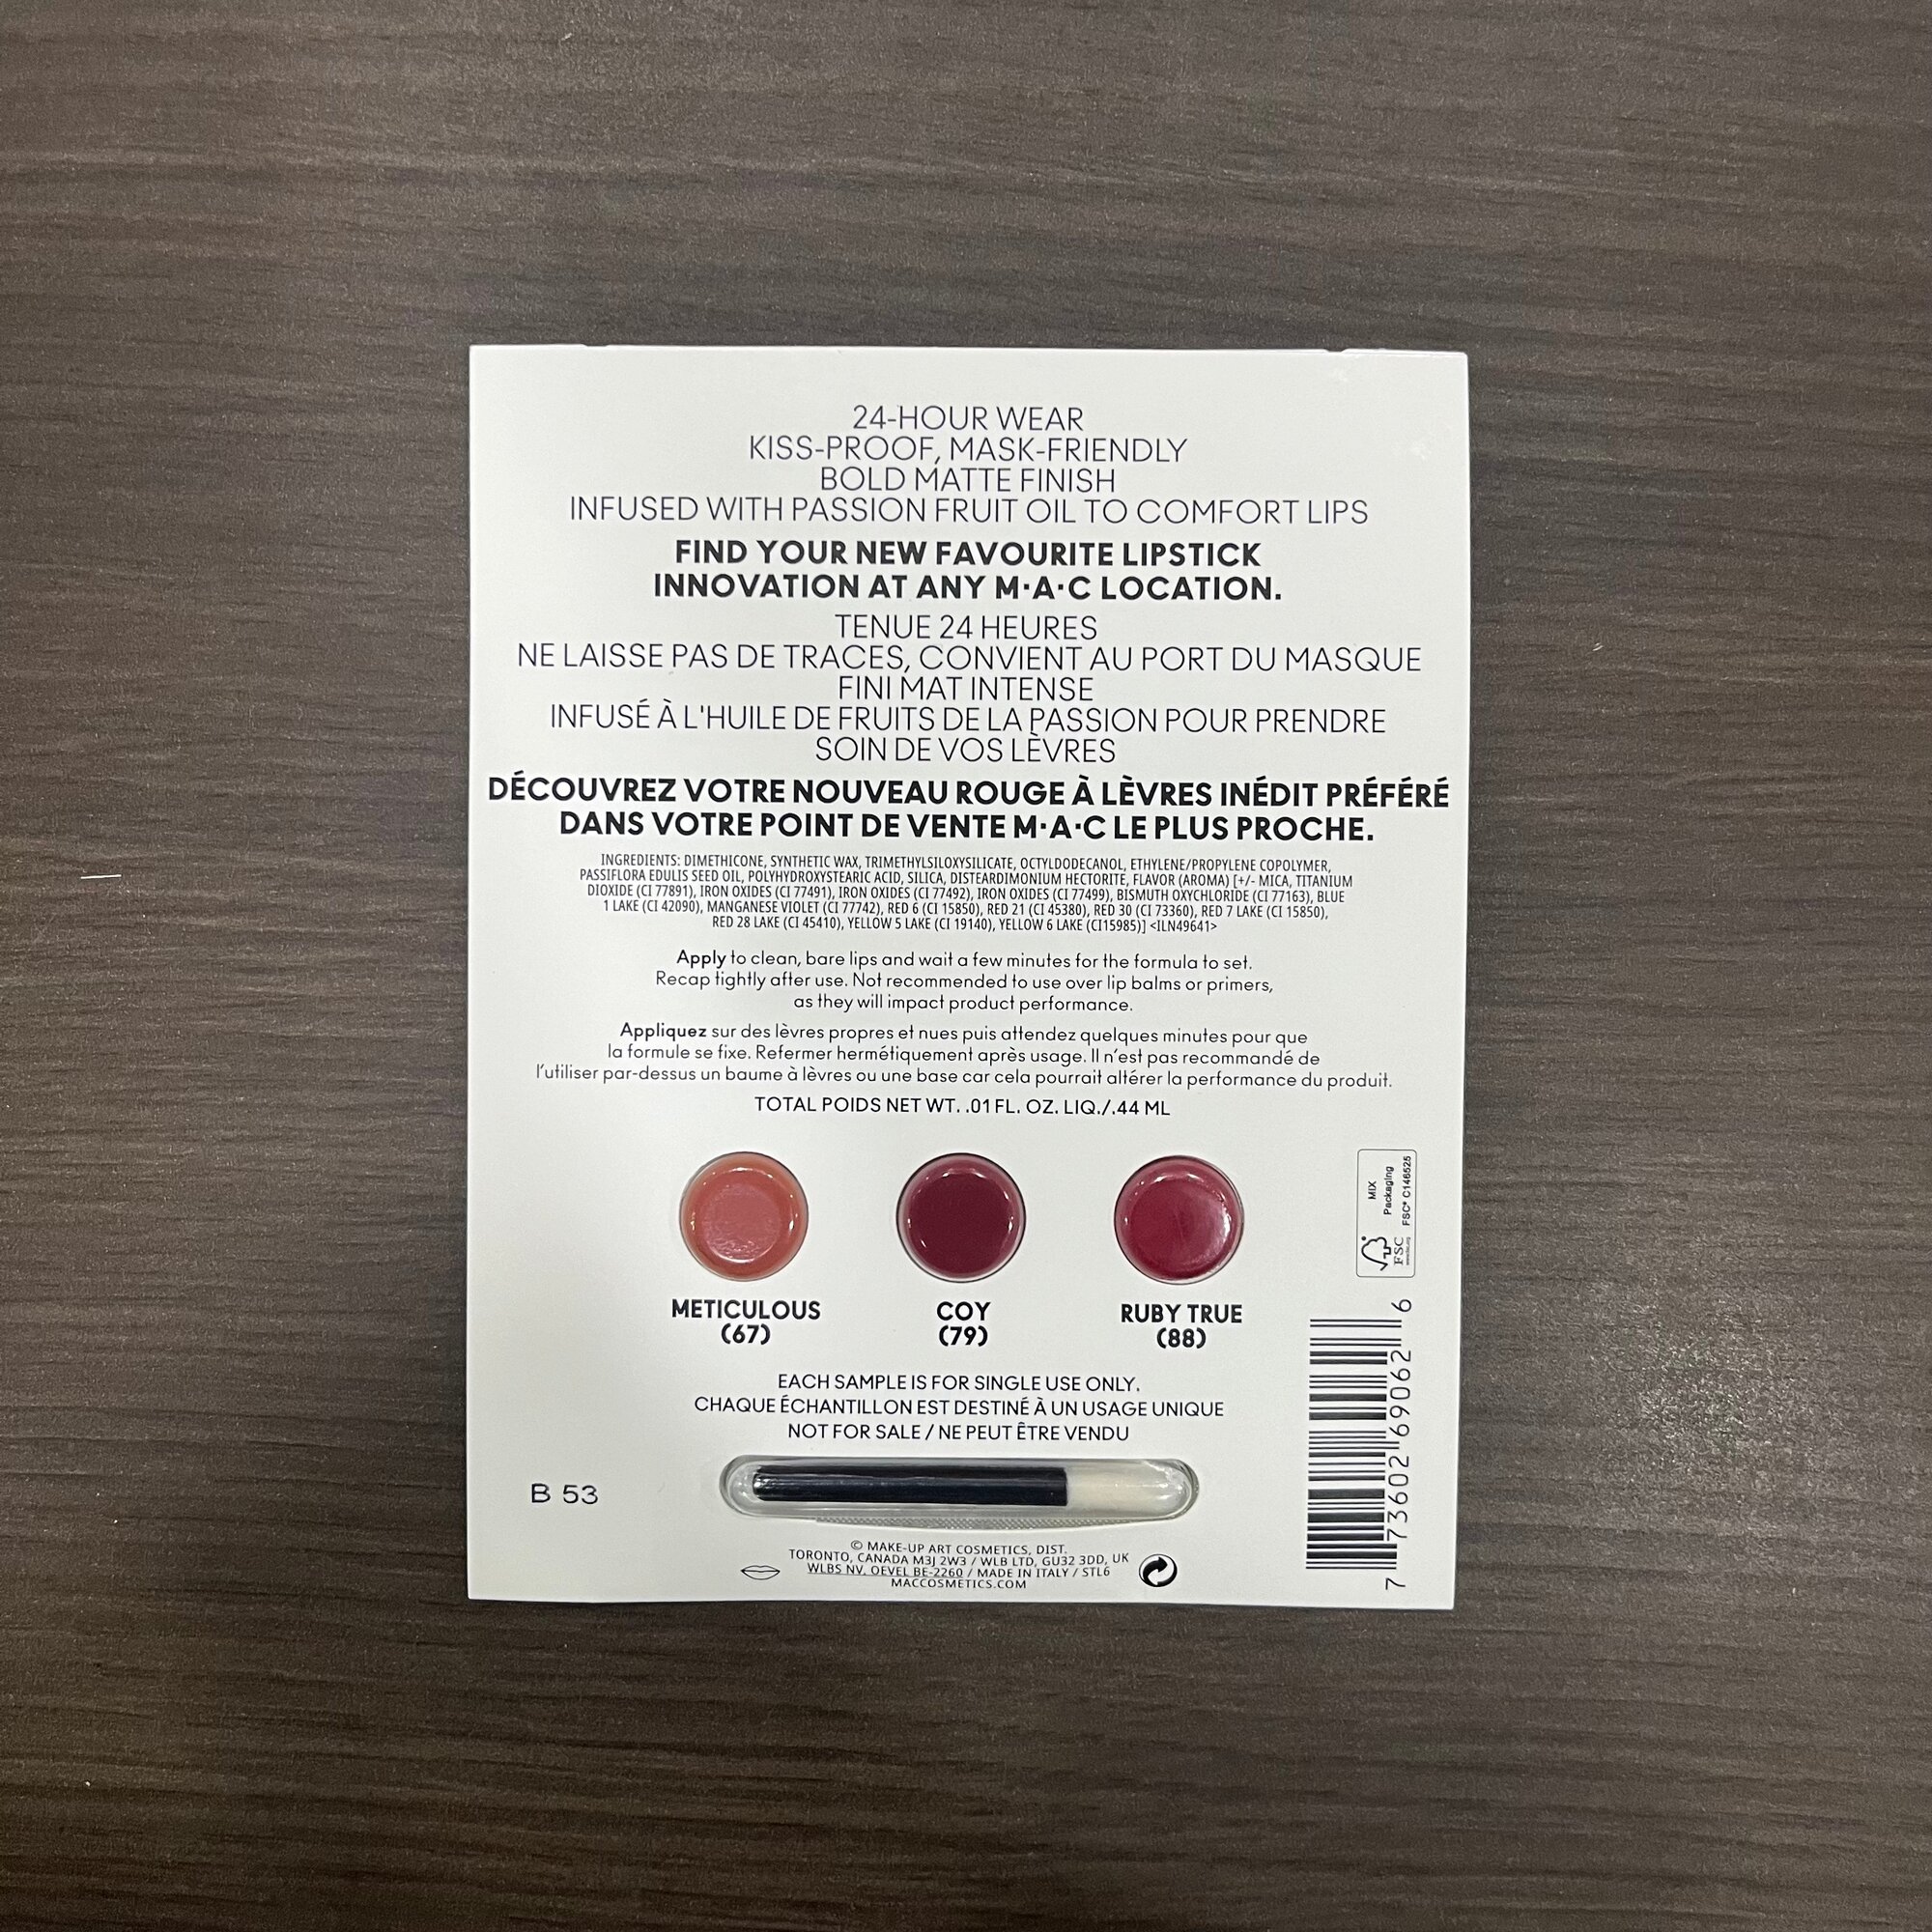 24-HOUR WEAR
KISS-PROOF, MASK-FRIENDLY
BOLD MATTE FINISH
INFUSED WITH PASSION FRUIT OIL TO COMFORT LIPS
FIND YOUR NEW FAVOURITE LIPSTICK
INNOVATION AT ANY M·A·C LOCATION.
TENUE 24 HEURES
NE LAISSE PAS DE TRACES, CONVIENT AU PORT DU MASQUE
FINI MAT INTENSE
INFUSÉ À L'HUILE DE FRUITS DE LA PASSION POUR PRENDRE
SOIN DE VOS LÈVRES
DÉCOUVREZ VOTRE NOUVEAU ROUGE À LÈVRES INÉDIT PRÉFÉRÉ
DANS VOTRE POINT DE VENTE M·A·C LE PLUS PROCHE.
INGREDIENTS: DIMETHICONE, SYNTHETIC WAX, TRIMETHYLSILOXYSILICATE, OCTYLDODECANOL, ETHYLENE/PROPYLENE COPOLYMER,
PASSIFLORA EDULIS SEED OIL, POLYHYDROXYSTEARIC ACID, SILICA, DISTEARDIMONIUM HECTORITE, FLAVOR (AROMA) [+/- MICA, TITANIUM
DIOXIDE (CI 77891), IRON OXIDES (CI 77491), IRON OXIDES (CI 77492), IRON OXIDES (CI 77499), BISMUTH OXYCHLORIDE (CI 77163), BLUE
1 LAKE (CI 42090), MANGANESE VIOLET (CI 77742), RED 6 (CI 15850), RED 21 (CI 45380), RED 30 (CI 73360), RED 7 LAKE (CI 15850),
RED 28 LAKE (CI 45410), YELLOW 5 LAKE (CI 19140), YELLOW 6 LAKE (CI15985)] <ILN49641>
Apply to clean, bare lips and wait a few minutes for the formula to set.
Recap tightly after use. Not recommended to use over lip balms or primers,
as they will impact product performance.
Appliquez sur des lèvres propres et nues puis attendez quelques minutes pour que
la formule se fixe. Refermer hermétiquement après usage. Il n'est pas recommandé de
l'utiliser par-dessus un baume à lèvres ou une base car cela pourrait altérer la performance du produit.
TOTAL POIDS NET WT. .01 FL. OZ. LIQ./.44 ML
MIX
Packaging
FSC® C146525
FSC
METICULOUS
(67)
COY
(79)
RUBY TRUE
(88)
EACH SAMPLE IS FOR SINGLE USE ONLY.
CHAQUE ÉCHANTILLON EST DESTINÉ À UN USAGE UNIQUE
NOT FOR SALE / NE PEUT ÊTRE VENDU
B 53
7 73602 69062 6
© MAKE-UP ART COSMETICS, DIST.
TORONTO, CANADA M3J 2W3 / WLB LTD, GU32 3DD, UK
WLBS NV, OEVEL BE-2260 / MADE IN ITALY / STL6
MACCOSMETICS.COM